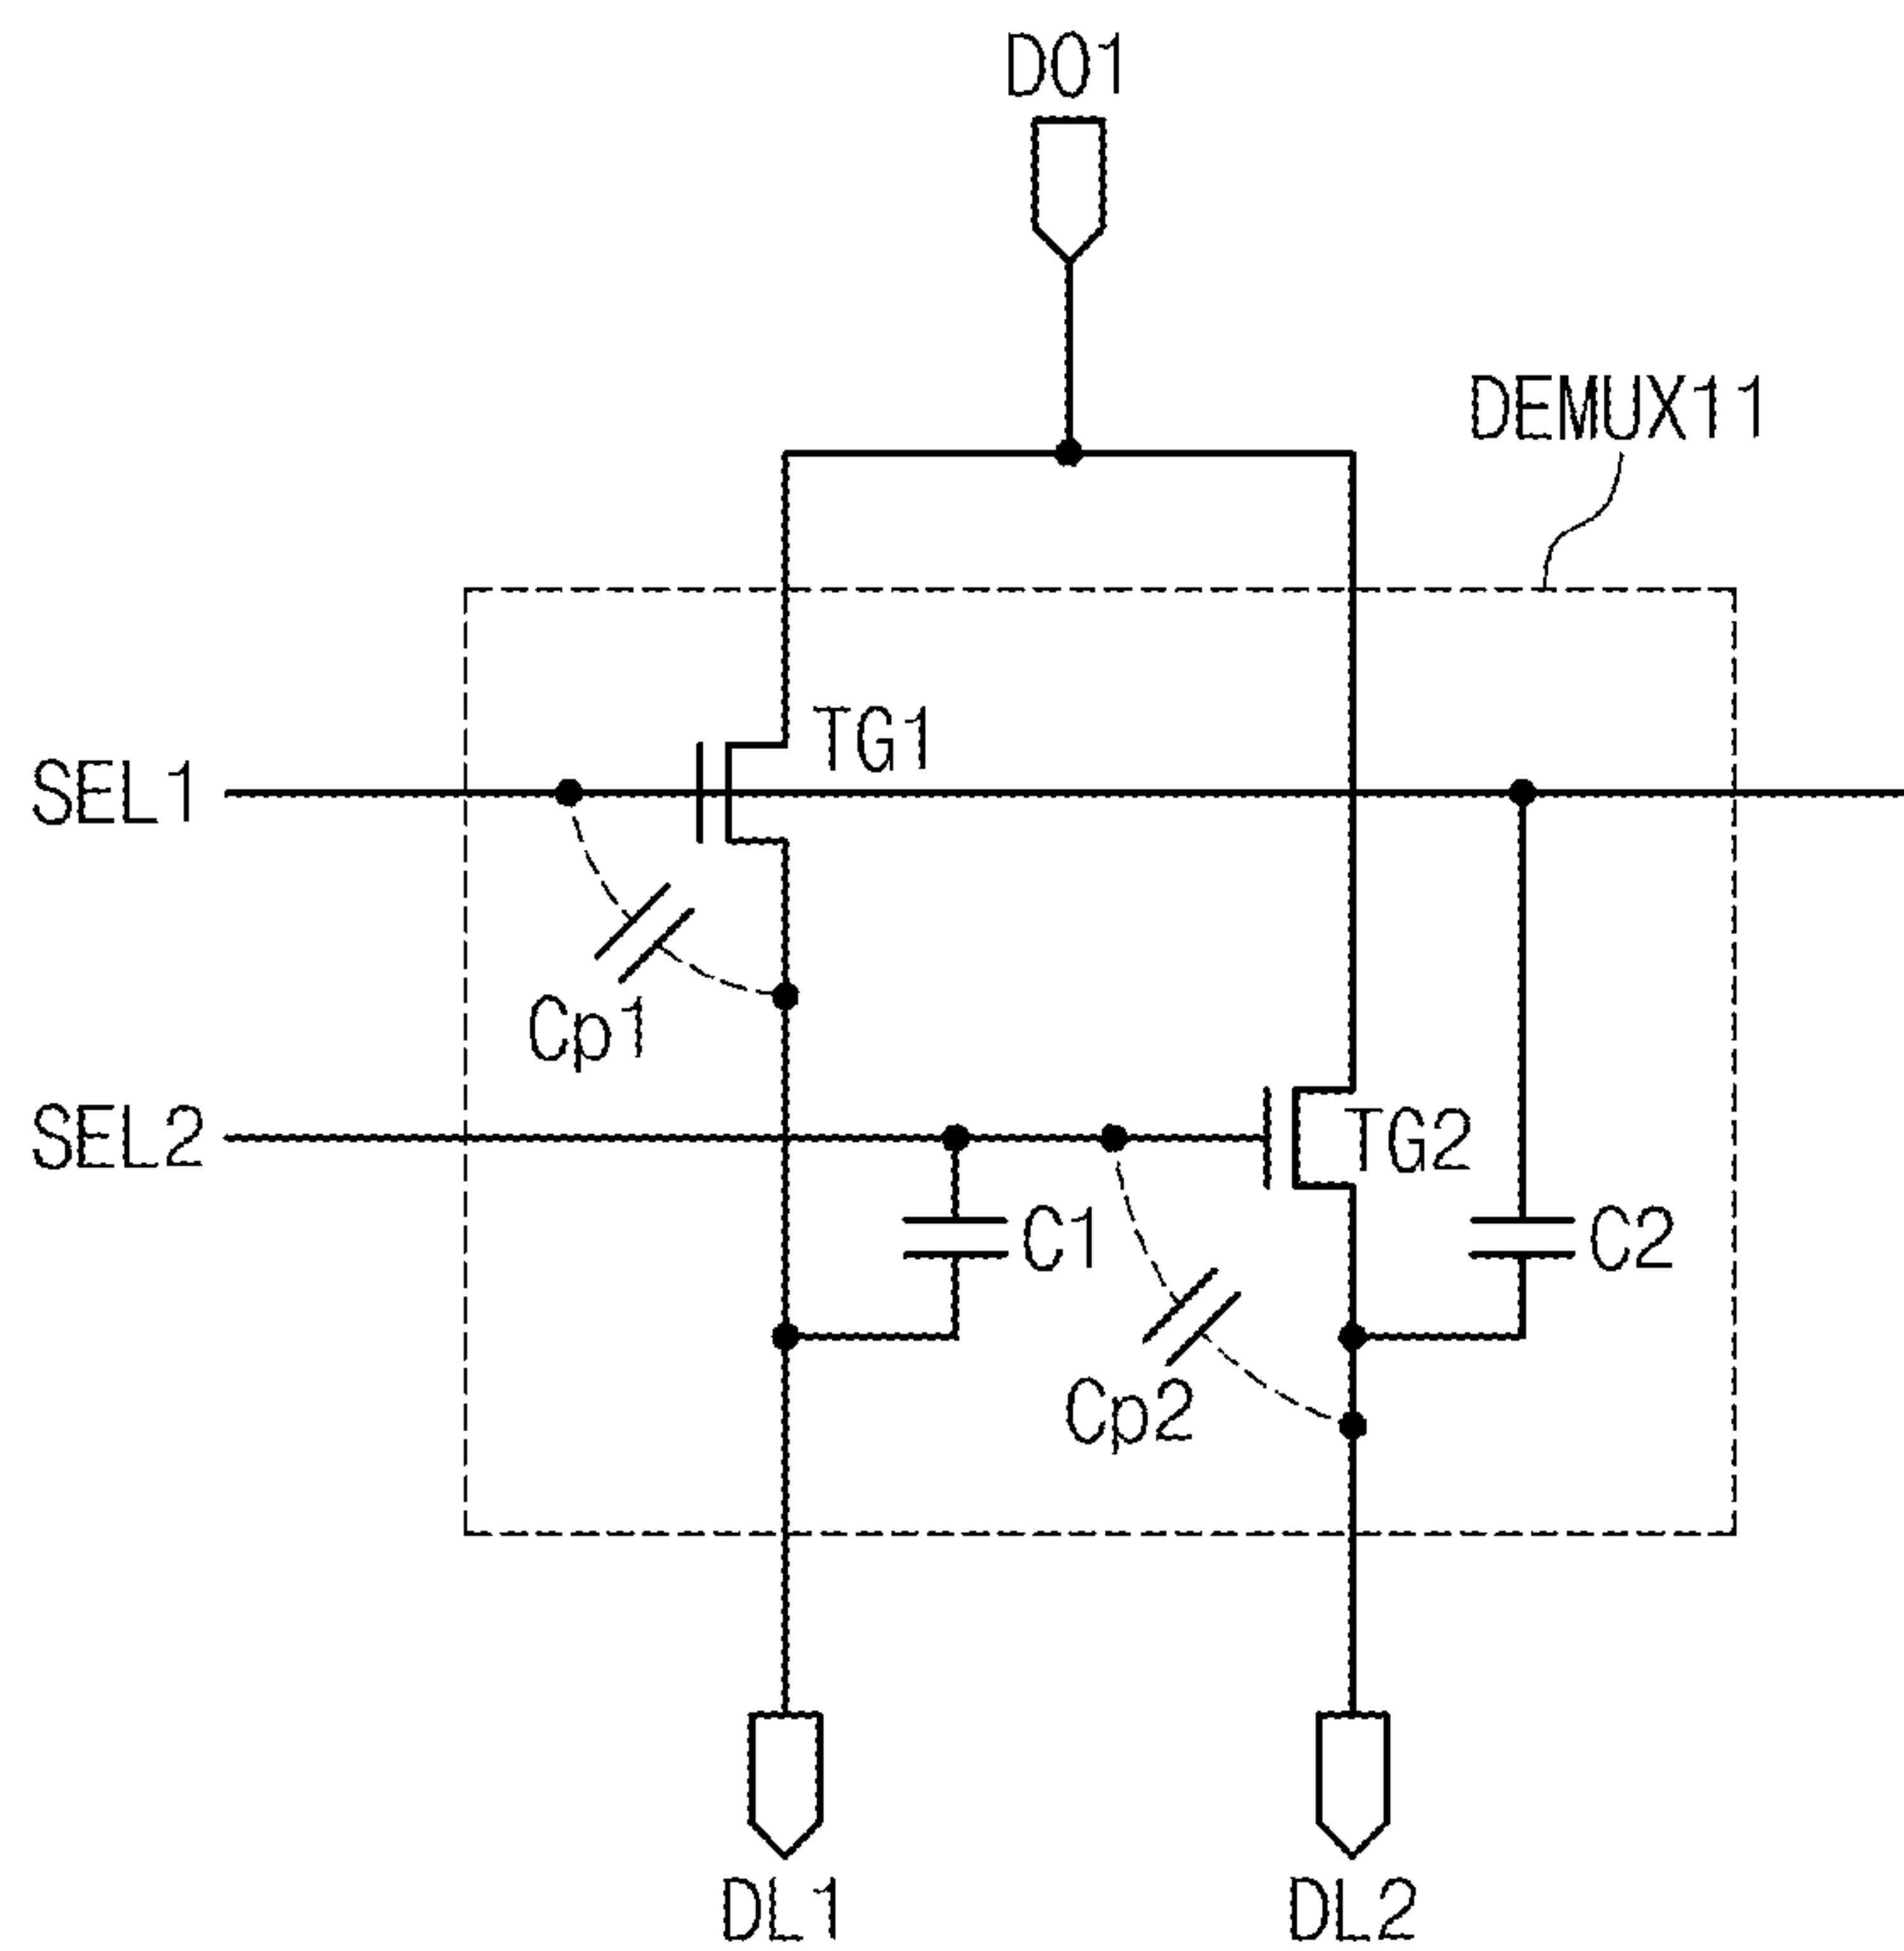 DO1
DEMUX11
TG1
SEL1
Cp1
SEL2
TG2
C1
C2
Cp2
DL1
DL2